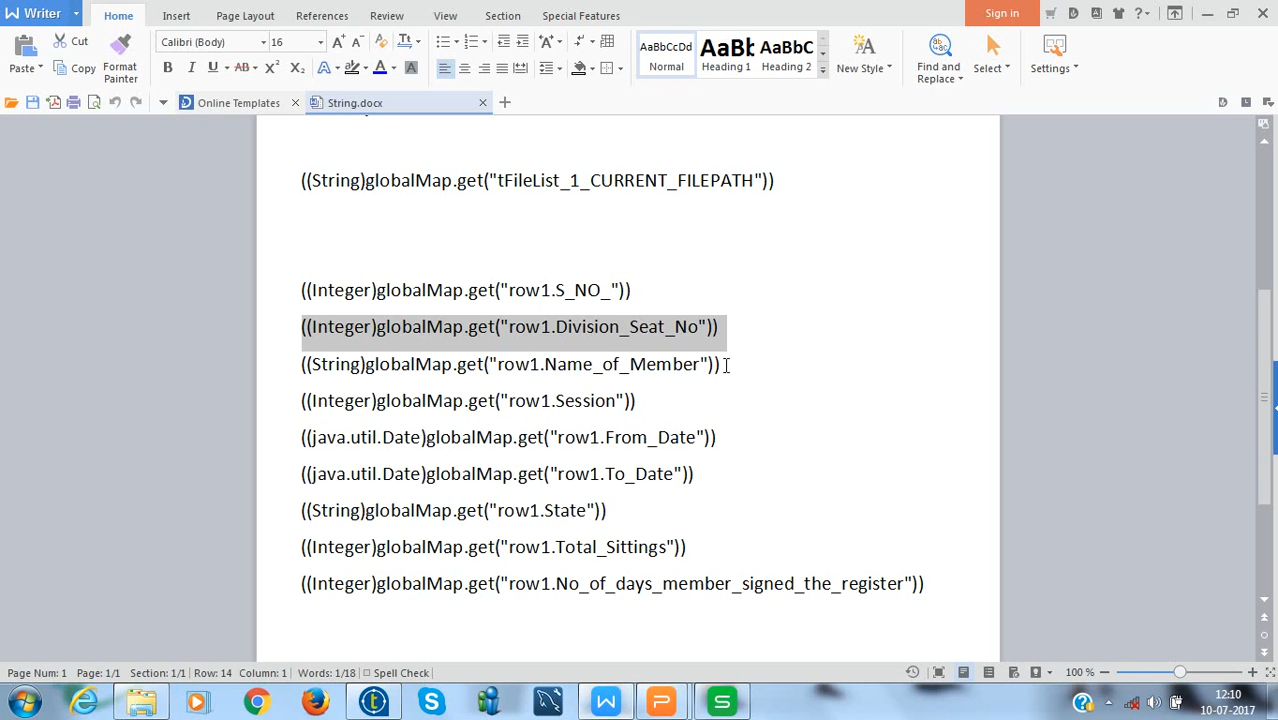 Writer
Home
Insert
Page Layout
References
Review
View
Section
Special Features
Sign in
Paste
Cut
Copy
Format Painter
Calibri (Body)
16
AaBbCcDd
Normal
AaBbC
Heading 1
AaBbC
Heading 2
New Style
Find and Replace
Select
Settings
Online Templates
String.docx
((String)globalMap.get("tFileList_1_CURRENT_FILEPATH"))
((Integer)globalMap.get("row1.S_NO_"))
((Integer)globalMap.get("row1.Division_Seat_No"))
((String)globalMap.get("row1.Name_of_Member"))
((Integer)globalMap.get("row1.Session"))
((java.util.Date)globalMap.get("row1.From_Date"))
((java.util.Date)globalMap.get("row1.To_Date"))
((String)globalMap.get("row1.State"))
((Integer)globalMap.get("row1.Total_Sittings"))
((Integer)globalMap.get("row1.No_of_days_member_signed_the_register"))
Page Num: 1 Page: 1/1 Section: 1/1 Row: 14 Column: 1 Words: 1/18 Spell Check
100 %
12:10
10-07-2017